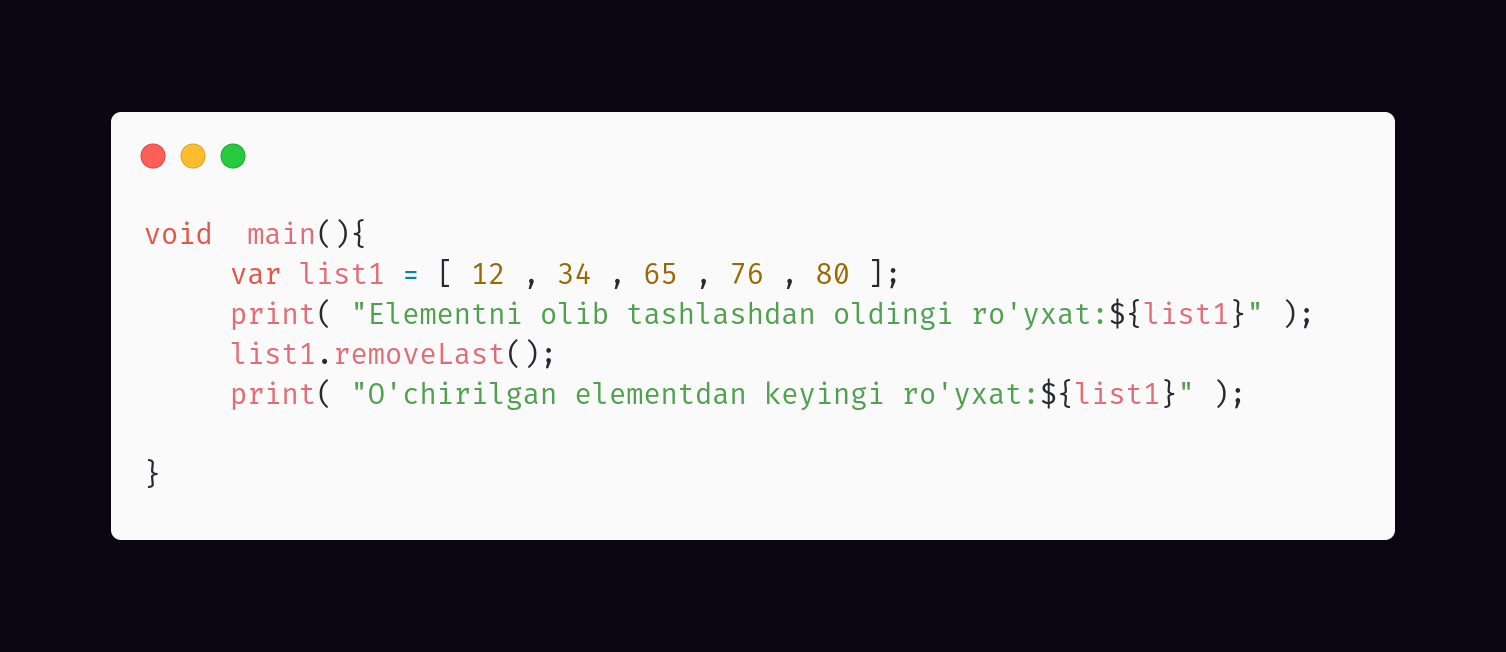 void  main(){
     var list1 = [ 12 , 34 , 65 , 76 , 80 ];
     print( "Elementni olib tashlashdan oldingi ro'yxat:${list1}" );
     list1.removeLast();
     print( "O'chirilgan elementdan keyingi ro'yxat:${list1}" );
}